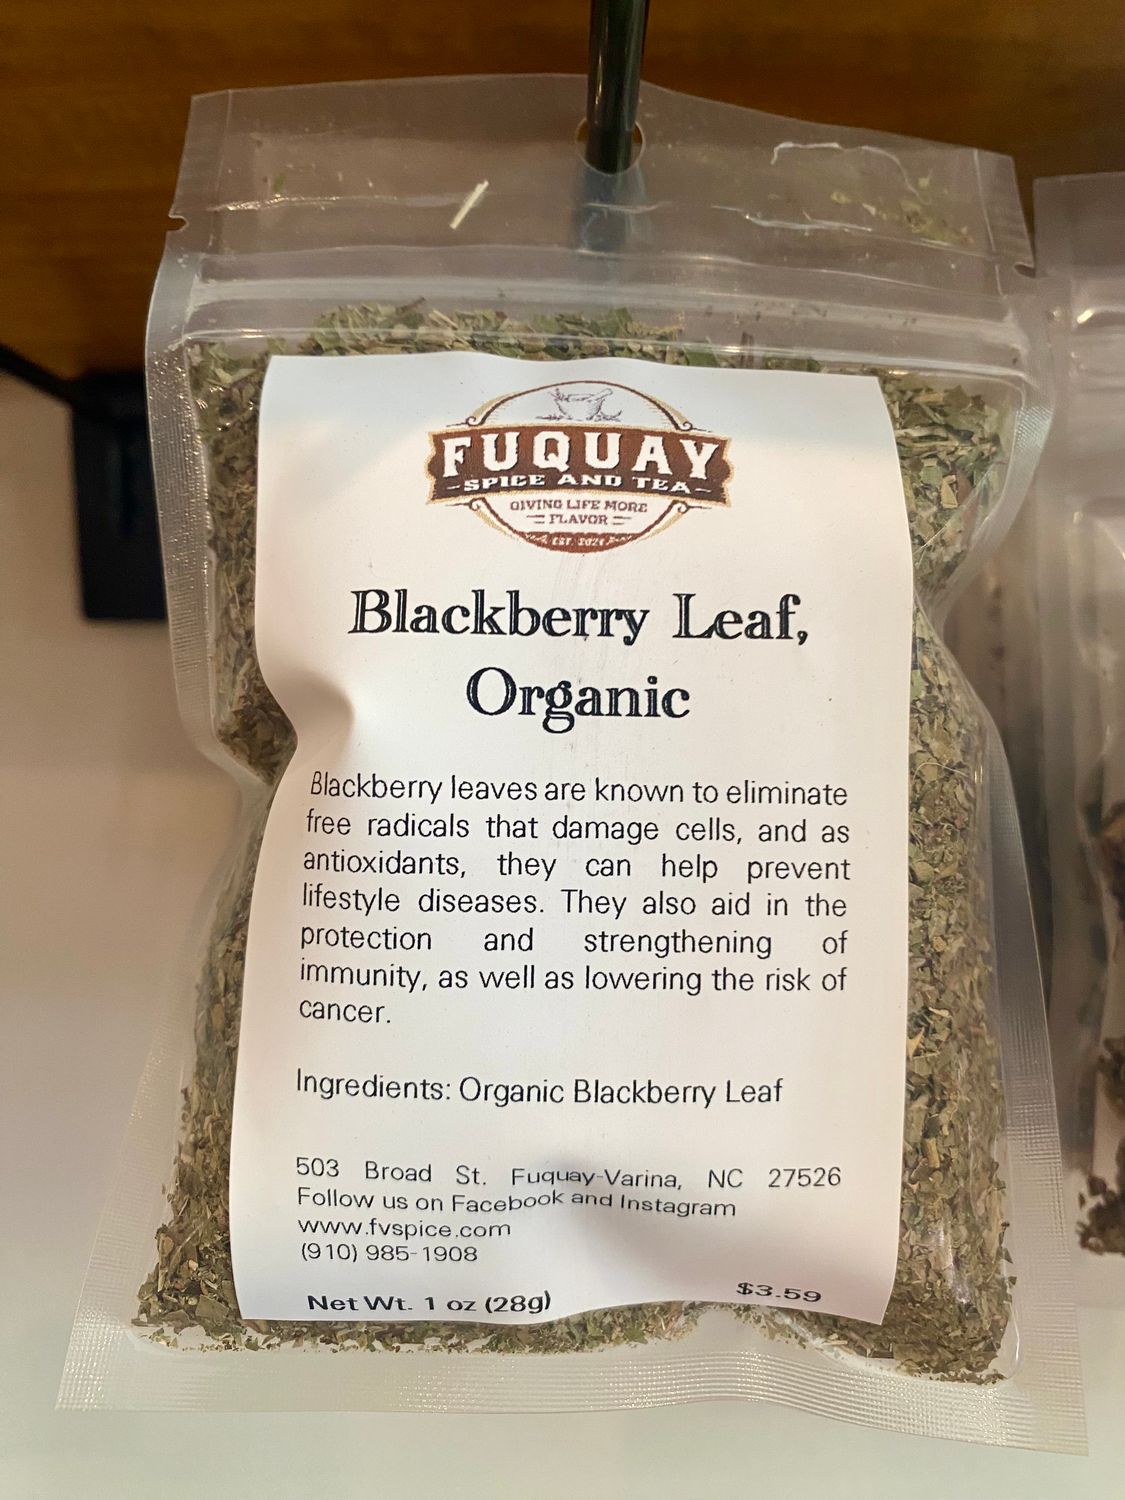 FUQUAY
-SPICE AND TEA-
GIVING LIFE MORE
FLAVOR
Blackberry Leaf,
Organic
Blackberry leaves are known to eliminate
free radicals that damage cells, and as
antioxidants, they can help prevent
lifestyle diseases. They also aid in the
protection and strengthening of
immunity, as well as lowering the risk of
cancer.
Ingredients: Organic Blackberry Leaf
503 Broad St. Fuquay-Varina, NC 27526
Follow us on Facebook and Instagram
www.fvspice.com
(910) 985-1908
Net Wt. 1 oz (28g)
$3.59